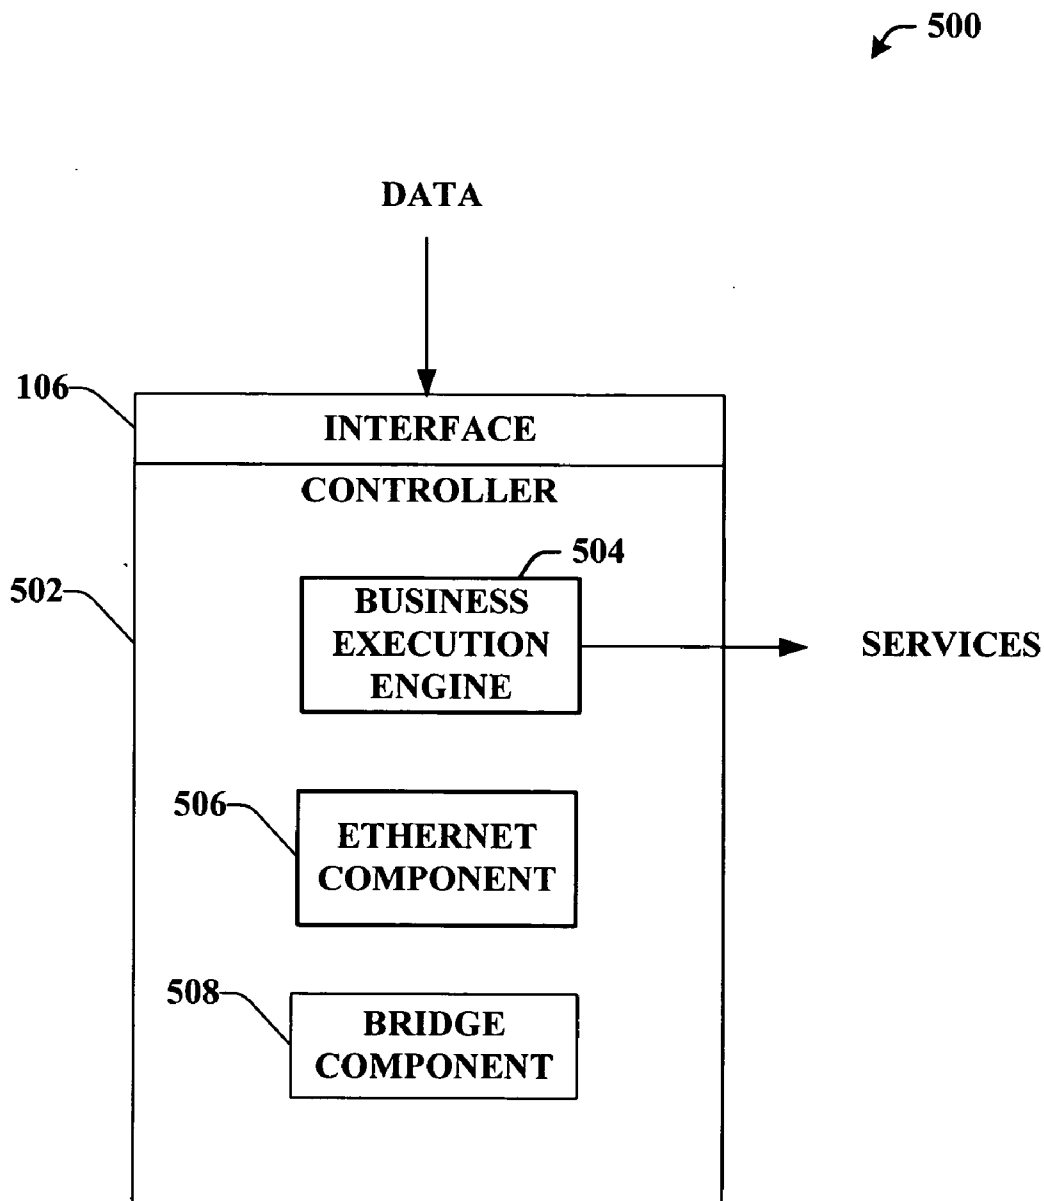 500
DATA
106
INTERFACE
CONTROLLER
504
502
BUSINESS
EXECUTION
ENGINE
SERVICES
506
ETHERNET
COMPONENT
508
BRIDGE
COMPONENT